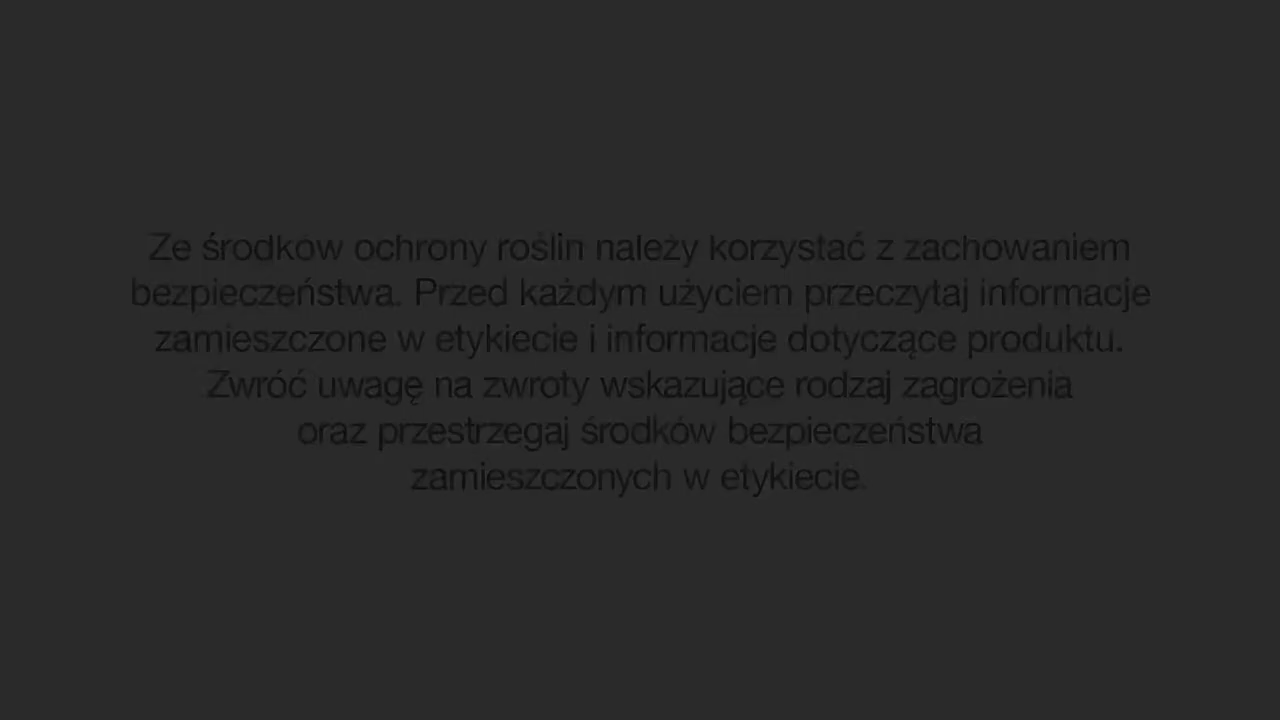 Ze środków ochrony roślin należy korzystać z zachowaniem
bezpieczeństwa. Przed każdym użyciem przeczytaj informacje
zamieszczone w etykiecie i informacje dotyczące produktu.
Zwróć uwagę na zwroty wskazujące rodzaj zagrożenia
oraz przestrzegaj środków bezpieczeństwa
zamieszczonych w etykiecie.